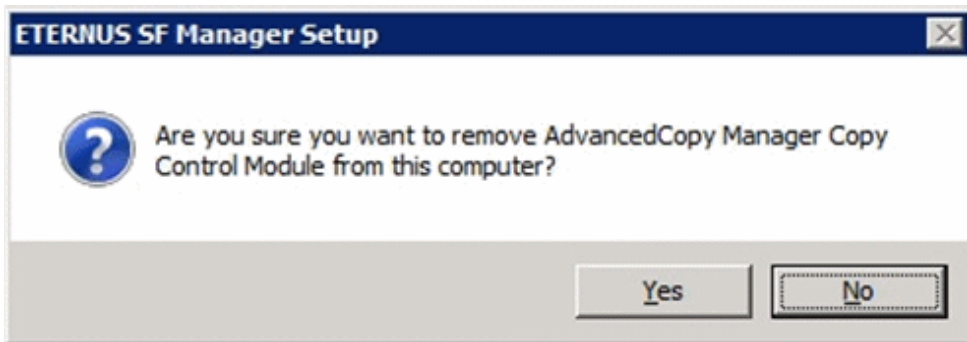 ETERNUS SF Manager Setup
Are you sure you want to remove AdvancedCopy Manager Copy
Control Module from this computer?
Yes
No